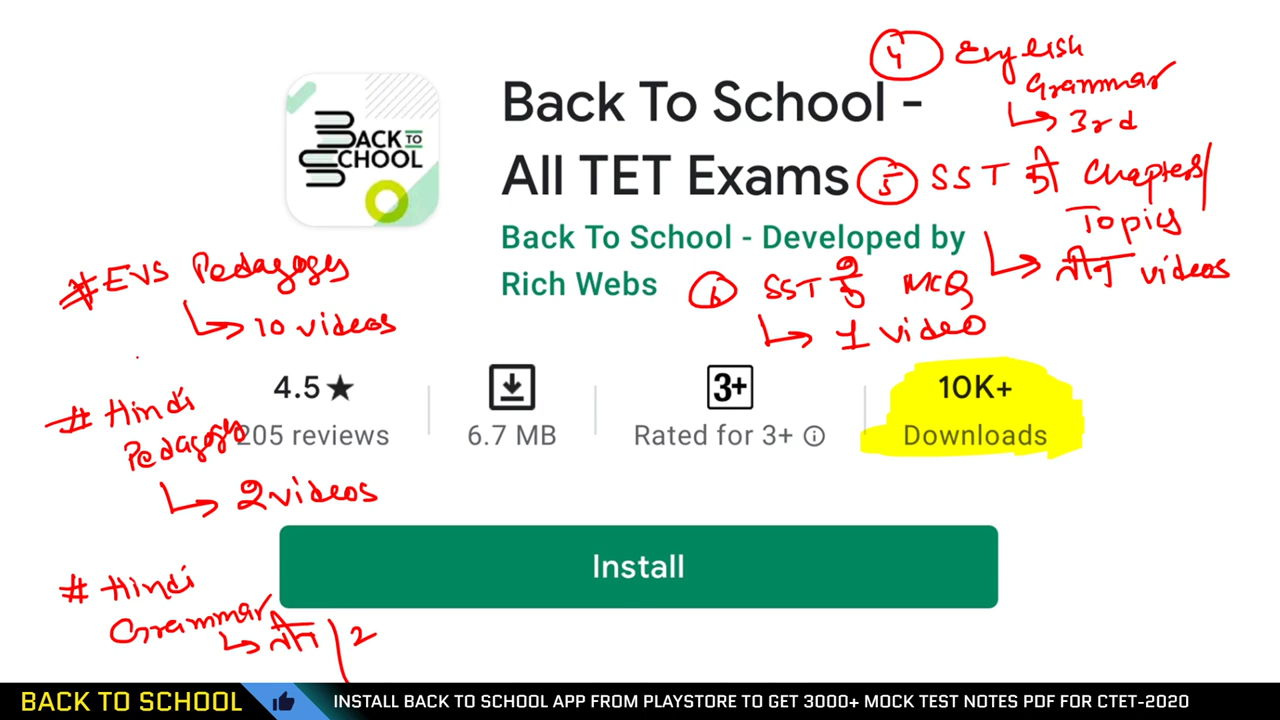 BACK TO
SCHOOL
Back To School -
All TET Exams
Back To School - Developed by
Rich Webs
4.5★
205 reviews
6.7 MB
3+
Rated for 3+
10K+
Downloads
Install
# EVS Pedagogy
↳ 10 videos
# Hindi
Pedagogy
↳ 2 videos
# Hindi
Grammar
↳ तीन / 2
4 English
Grammar
↳ 3rd
5 SST के Chapters/
Topics
↳ तीन videos
6 SST के MCQ
↳ 1 video
BACK TO SCHOOL
INSTALL BACK TO SCHOOL APP FROM PLAYSTORE TO GET 3000+ MOCK TEST NOTES PDF FOR CTET-2020